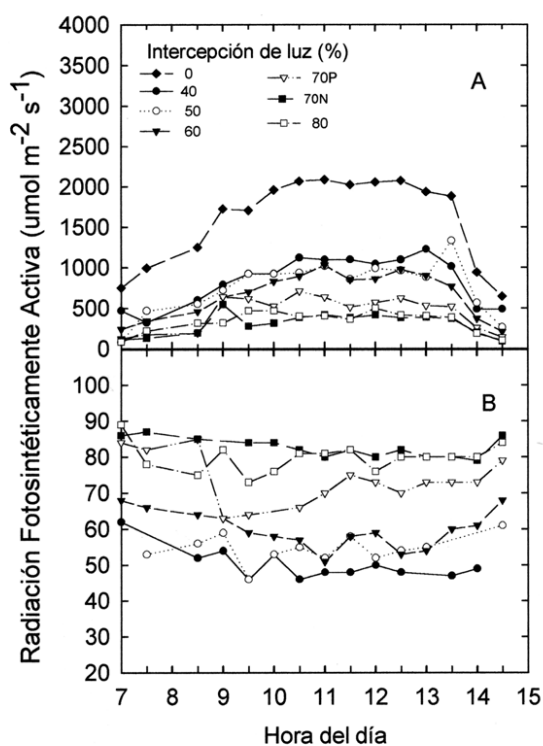 4000
3500
3000
2500
2000
1500
1000
500
0
Intercepción de luz (%)
0
40
50
60
70P
70N
80
A
B
100
90
80
70
60
50
40
30
20
7 8 9 10 11 12 13 14 15
Hora del día
Radiación Fotosintéticamente Activa (umol m⁻² s⁻¹)